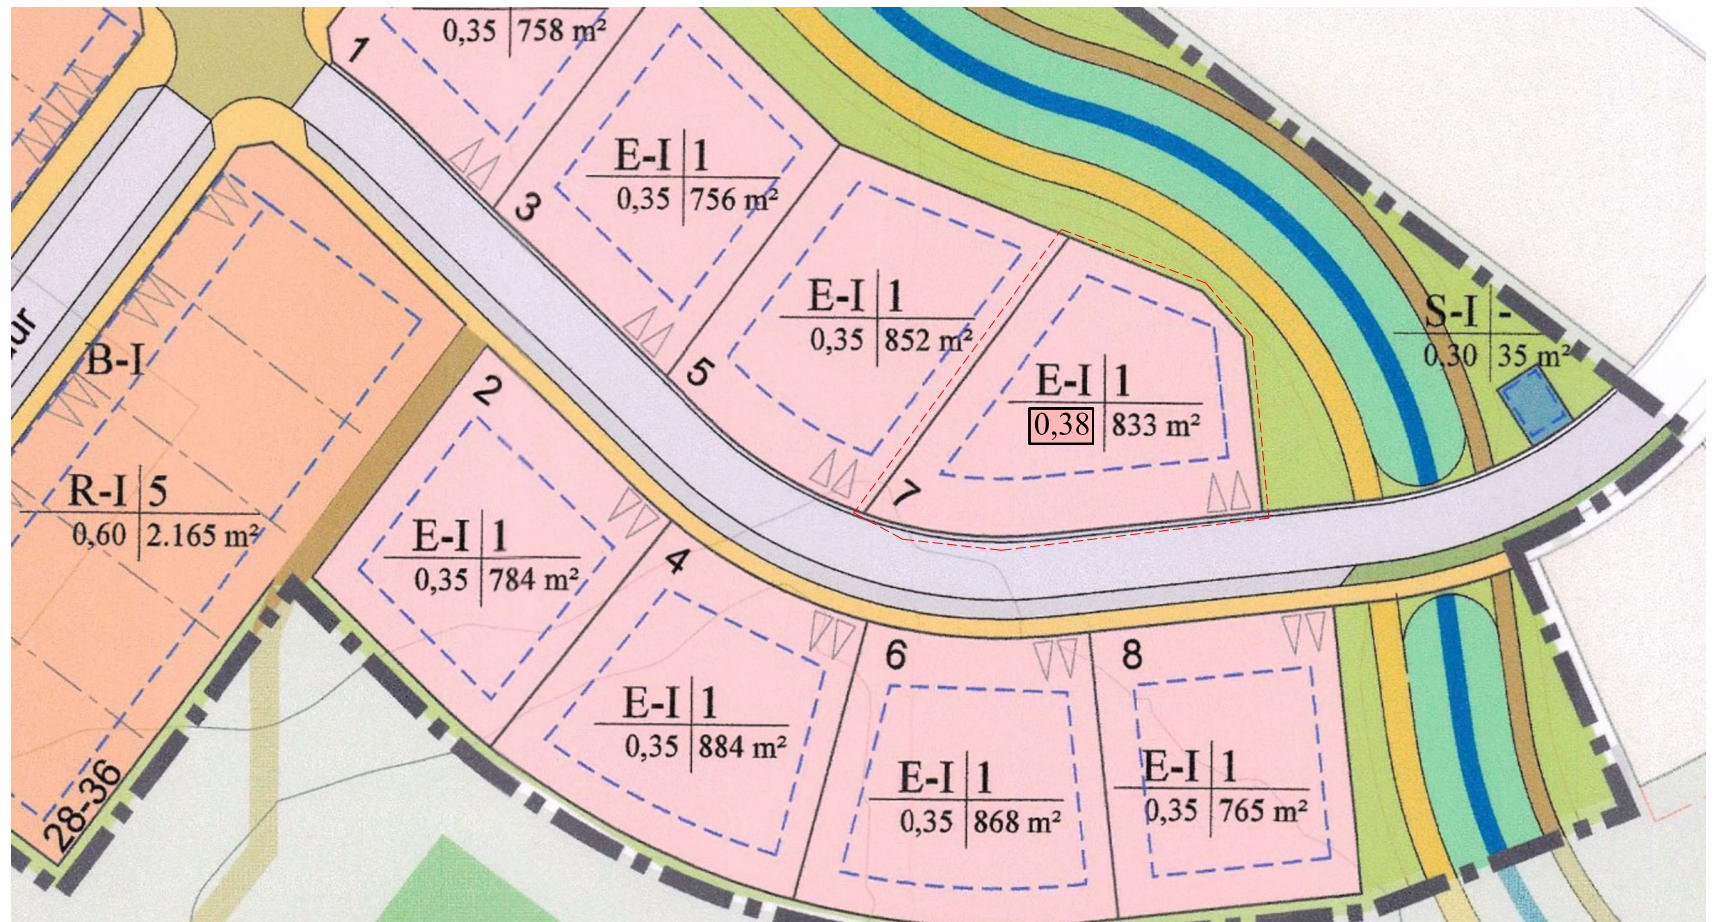 0,35 758 m²
1
E-I 1
0,35 756 m²
3
E-I 1
0,35 852 m²
5
E-I 1
0,38 833 m²
7
S-I -
0,30 35 m²
B-I
R-I 5
0,60 2.165 m²
28-36
2
E-I 1
0,35 784 m²
4
E-I 1
0,35 884 m²
6
E-I 1
0,35 868 m²
8
E-I 1
0,35 765 m²